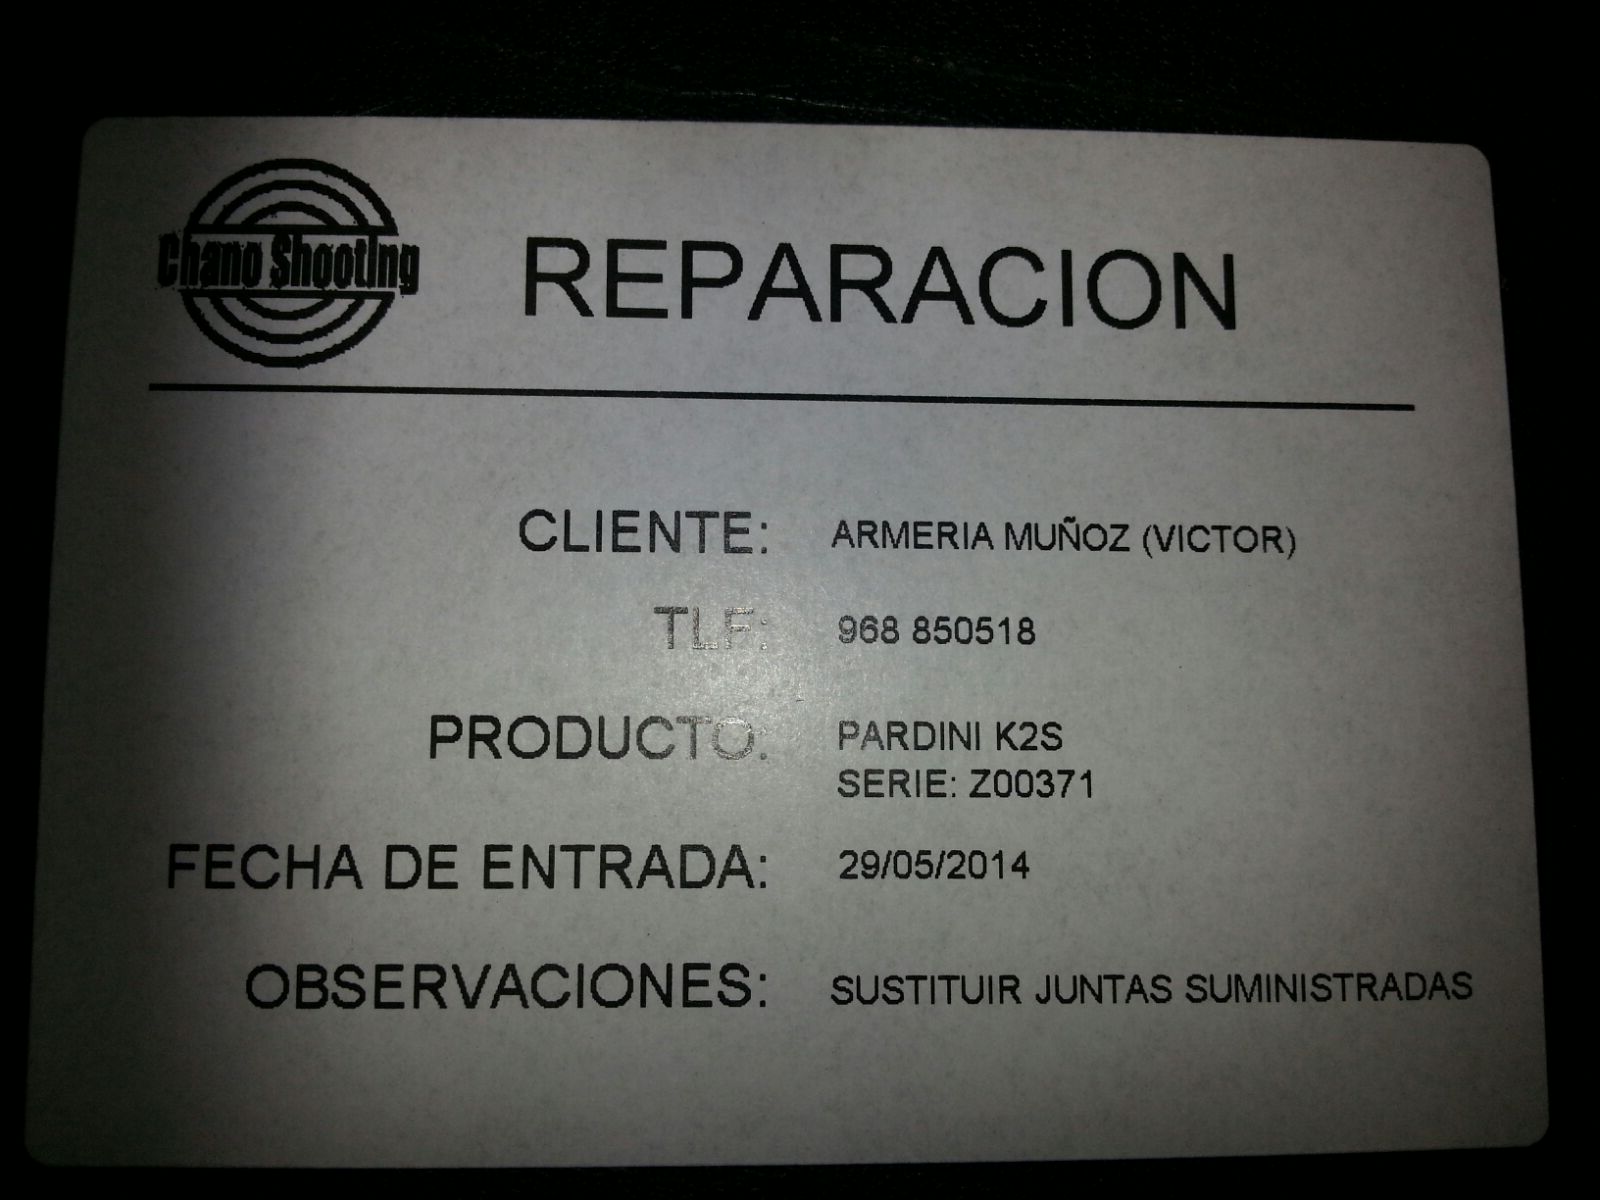 Chano Shooting
REPARACION
CLIENTE: ARMERIA MUÑOZ (VICTOR)
TLF: 968 850518
PRODUCTO: PARDINI K2S
SERIE: Z00371
FECHA DE ENTRADA: 29/05/2014
OBSERVACIONES: SUSTITUIR JUNTAS SUMINISTRADAS